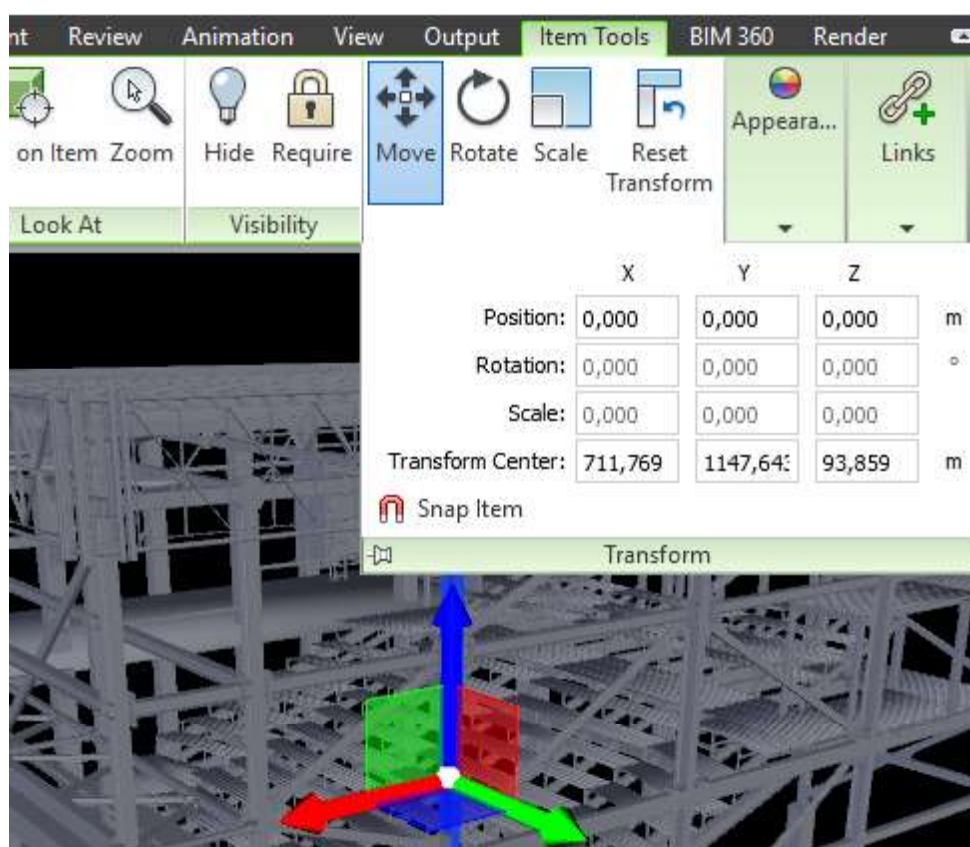 nt Review Animation View Output Item Tools BIM 360 Render
on Item Zoom Hide Require Move Rotate Scale Reset Transform Appeara... Links
Look At Visibility
X Y Z
Position: 0,000 0,000 0,000 m
Rotation: 0,000 0,000 0,000 °
Scale: 0,000 0,000 0,000
Transform Center: 711,769 1147,643 93,859 m
Snap Item
Transform